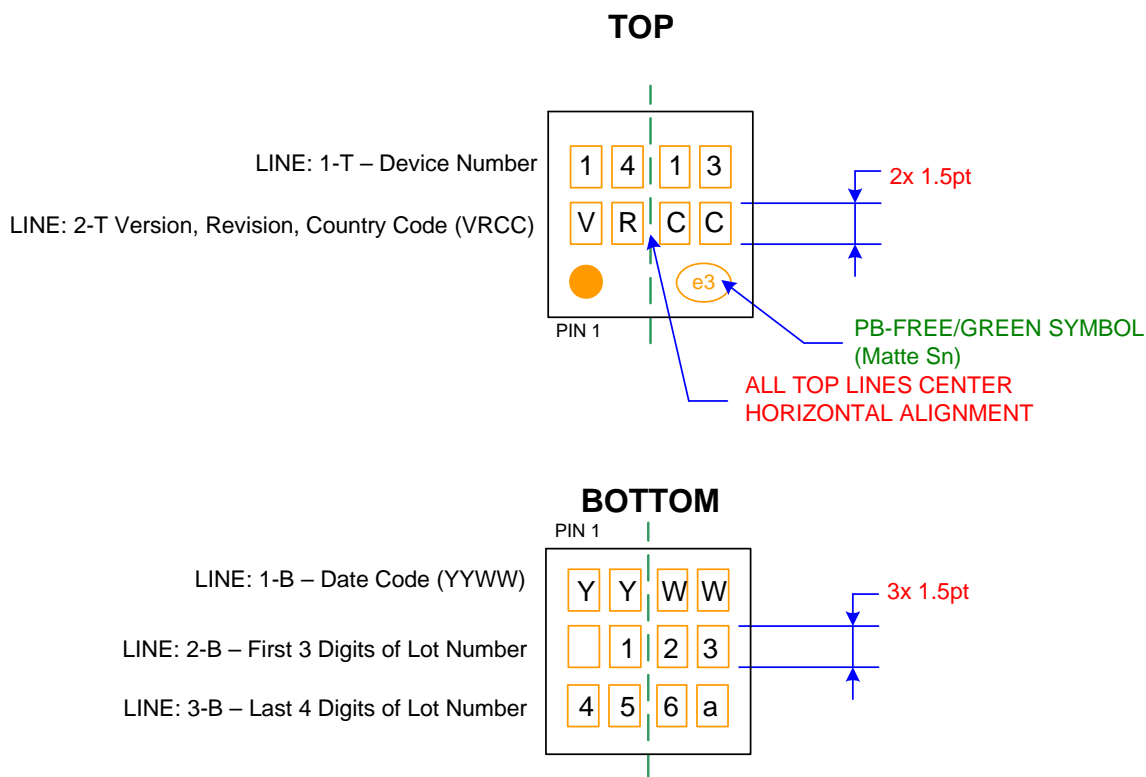 TOP
LINE: 1-T – Device Number
1 4 1 3
2x 1.5pt
LINE: 2-T Version, Revision, Country Code (VRCC)
V R C C
e3
PIN 1
PB-FREE/GREEN SYMBOL
(Matte Sn)
ALL TOP LINES CENTER
HORIZONTAL ALIGNMENT
BOTTOM
PIN 1
LINE: 1-B – Date Code (YYWW)
Y Y W W
3x 1.5pt
LINE: 2-B – First 3 Digits of Lot Number
1 2 3
LINE: 3-B – Last 4 Digits of Lot Number
4 5 6 a